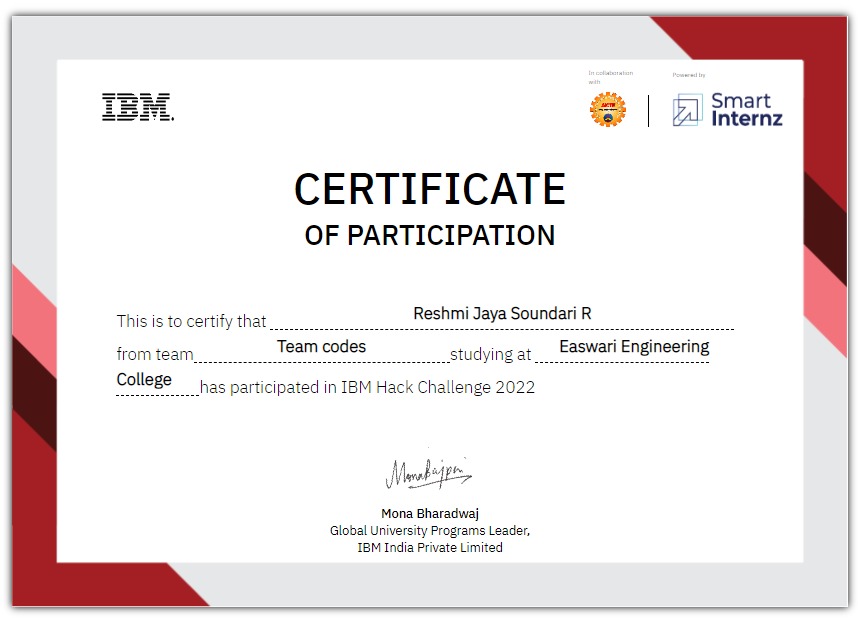 In collaboration
with
Powered by
IBM.
AICTE
Smart
Internz
CERTIFICATE
OF PARTICIPATION
This is to certify that Reshmi Jaya Soundari R
from team Team codes studying at Easwari Engineering
College has participated in IBM Hack Challenge 2022
Mona Bharadwaj
Global University Programs Leader,
IBM India Private Limited